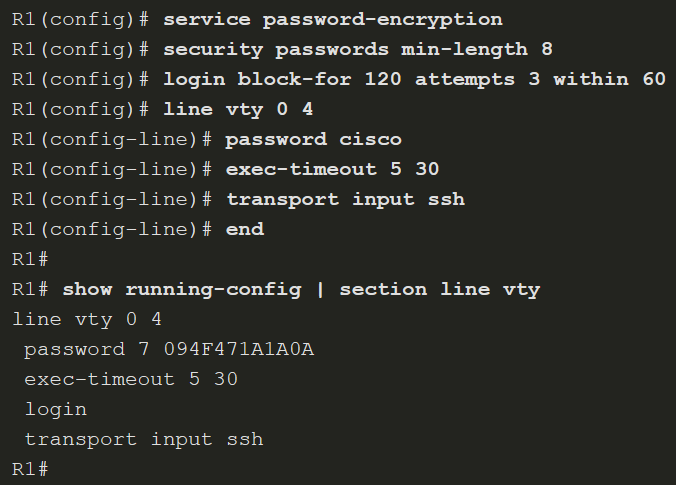 R1(config)# service password-encryption
R1(config)# security passwords min-length 8
R1(config)# login block-for 120 attempts 3 within 60
R1(config)# line vty 0 4
R1(config-line)# password cisco
R1(config-line)# exec-timeout 5 30
R1(config-line)# transport input ssh
R1(config-line)# end
R1#
R1# show running-config | section line vty
line vty 0 4
 password 7 094F471A1A0A
 exec-timeout 5 30
 login
 transport input ssh
R1#